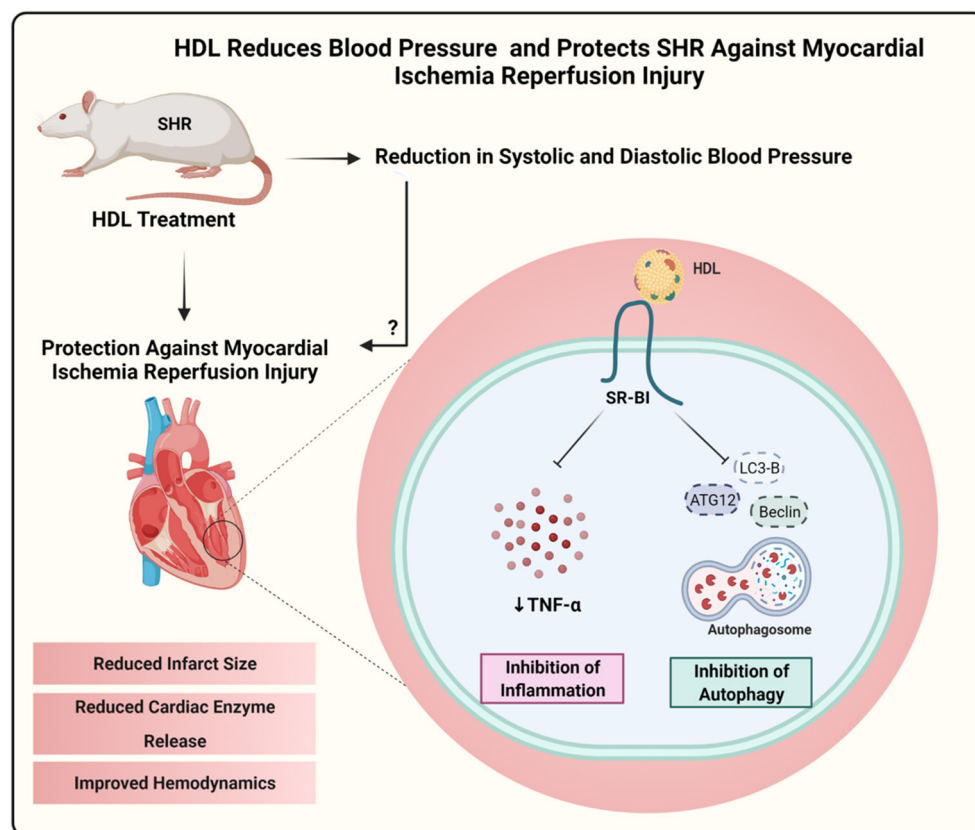 HDL Reduces Blood Pressure and Protects SHR Against Myocardial
Ischemia Reperfusion Injury
SHR
HDL Treatment
Reduction in Systolic and Diastolic Blood Pressure
?
Protection Against Myocardial
Ischemia Reperfusion Injury
HDL
SR-BI
LC3-B
ATG12
Beclin
↓TNF-α
Autophagosome
Inhibition of
Inflammation
Inhibition of
Autophagy
Reduced Infarct Size
Reduced Cardiac Enzyme
Release
Improved Hemodynamics